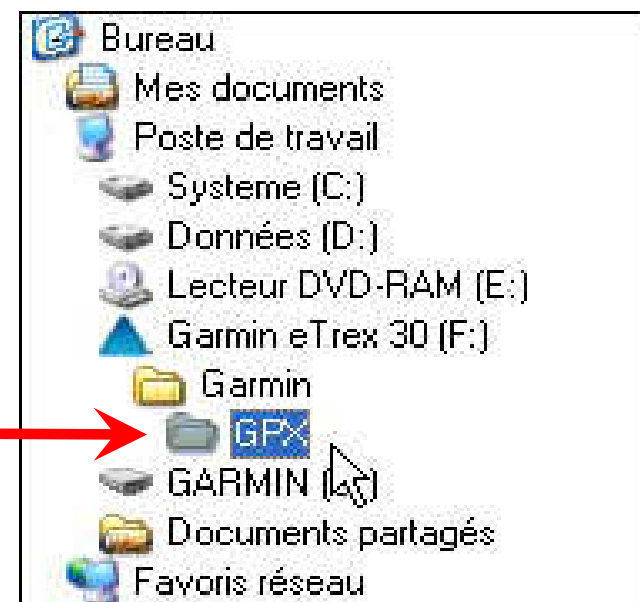 Bureau
Mes documents
Poste de travail
Systeme (C:)
Données (D:)
Lecteur DVD-RAM (E:)
Garmin eTrex 30 (F:)
Garmin
GPX
GARMIN
Documents partagés
Favoris réseau